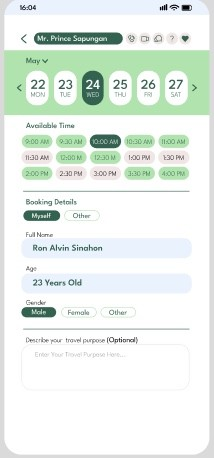 16:04
Mr. Prince Sapungan
May
22 23 24 25 26 27
MON TUE WED THU FRI SAT
Available Time
9:00 AM 9:30 AM 10:00 AM 10:30 AM 11:00 AM
11:30 AM 12:00 M 12:30 M 1:00 PM 1:30 PM
2:00 PM 2:30 PM 3:00 PM 3:30 PM 4:00 PM
Booking Details
Myself Other
Full Name
Ron Alvin Sinahon
Age
23 Years Old
Gender
Male Female Other
Describe your travel purpose (Optional)
Enter Your Travel Purpose Here...